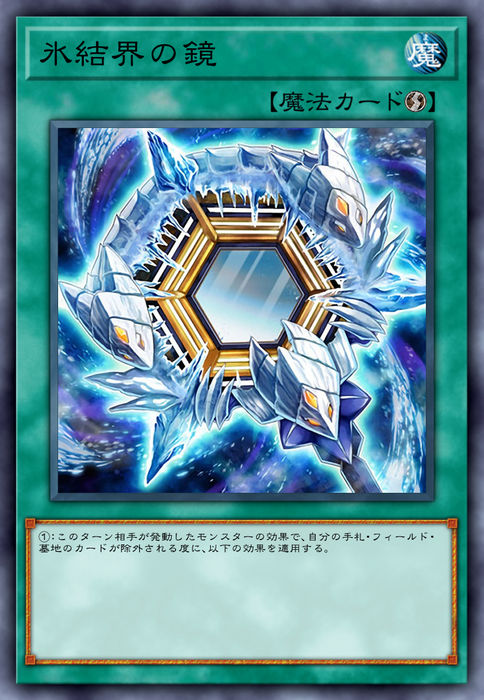 氷結界の鏡
魔
【魔法カード】
①：このターン相手が発動したモンスターの効果で、自分の手札・フィールド・
墓地のカードが除外される度に、以下の効果を適用する。